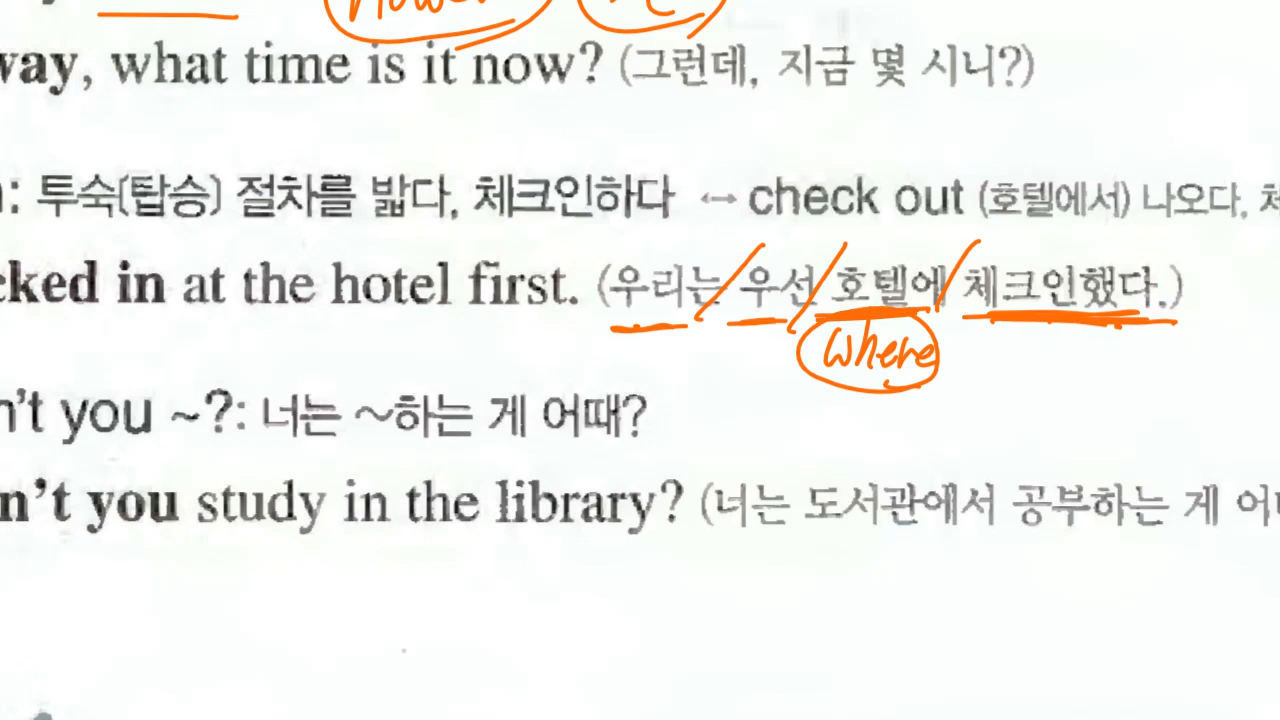 way, what time is it now? (그런데, 지금 몇 시니?)
: 투숙(탑승) 절차를 밟다, 체크인하다 ↔ check out (호텔에서) 나오다, 체
cked in at the hotel first. (우리는 / 우선 / 호텔에 / 체크인했다.)
where
n't you ~?: 너는 ~하는 게 어때?
n't you study in the library? (너는 도서관에서 공부하는 게 어